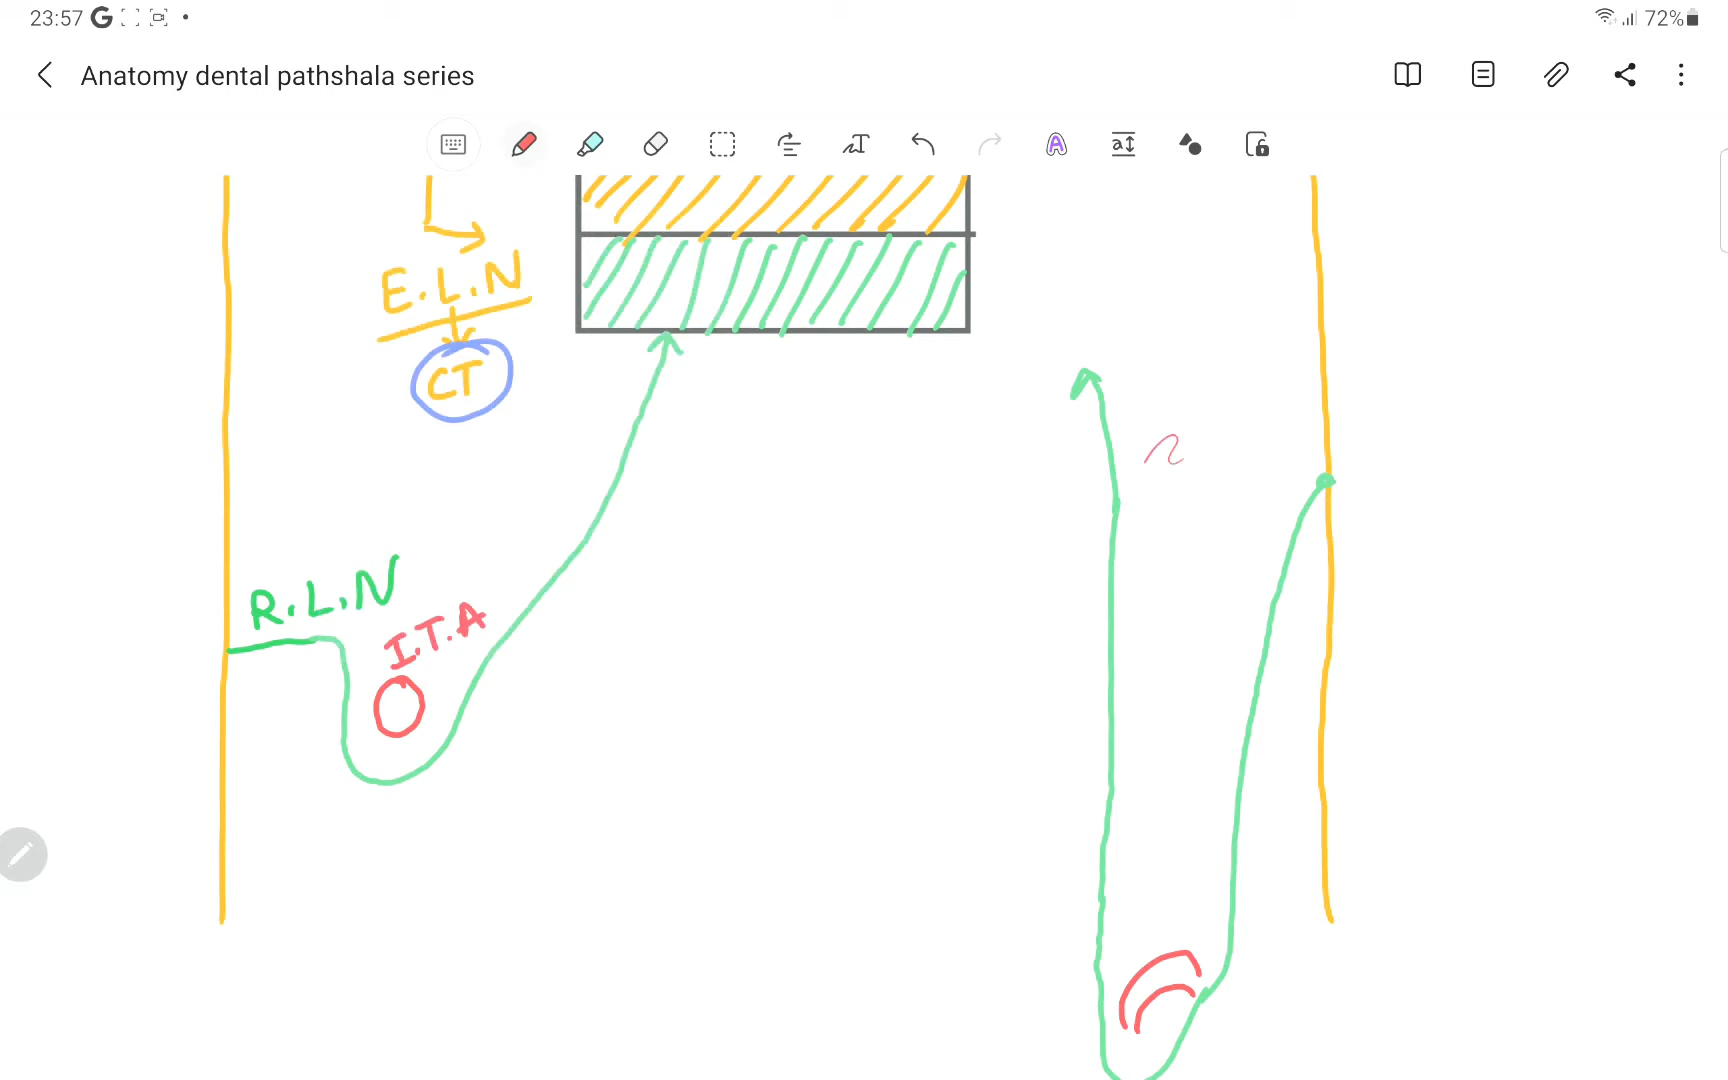 23:57 G 72%
Anatomy dental pathshala series
E.L.N
CT
R.L.N
I.T.A